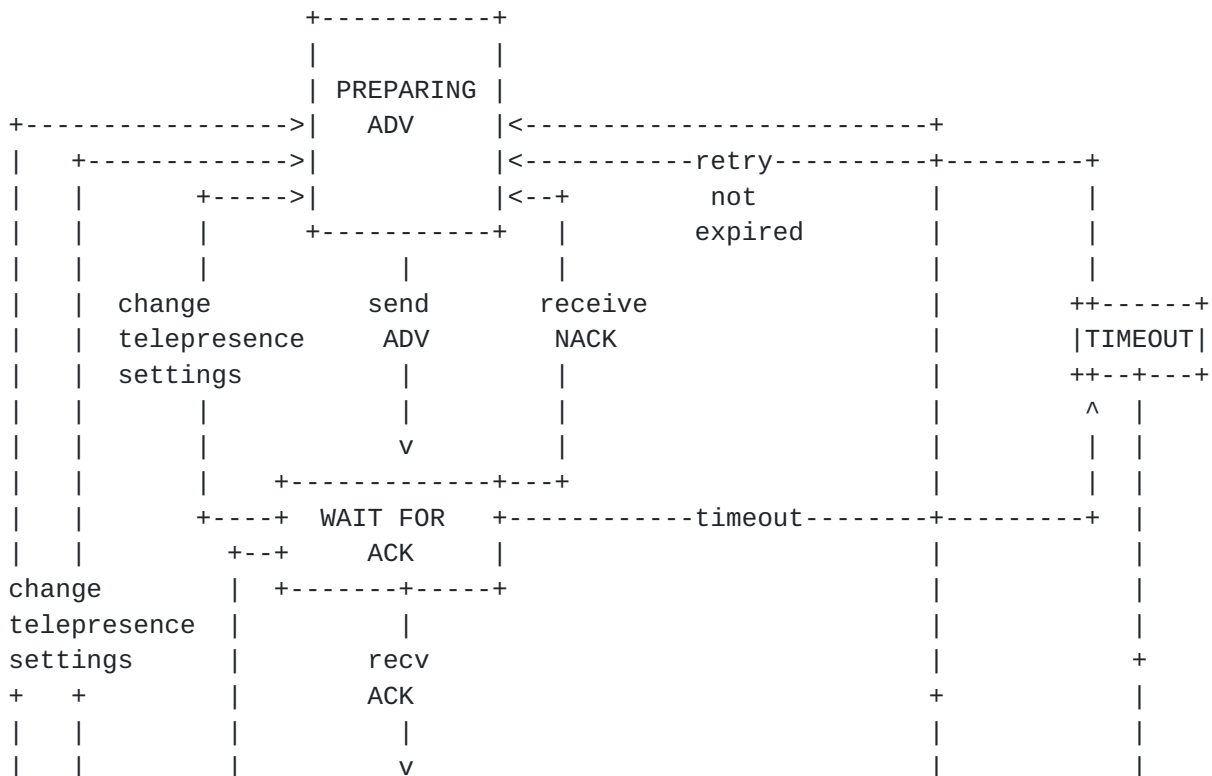 PREPARING
ADV
retry
not
expired
change send receive
telepresence ADV NACK |TIMEOUT|
settings
WAIT FOR timeout
ACK
change
telepresence
settings recv
ACK